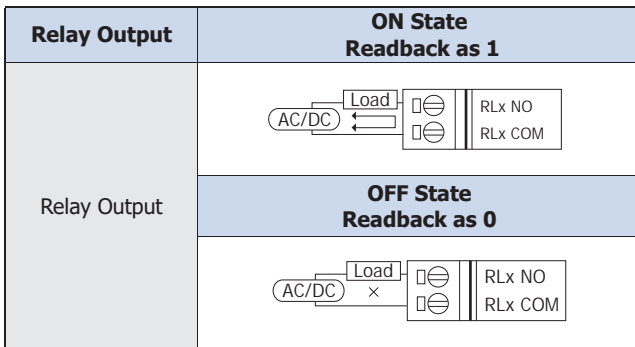 Relay Output
ON State
Readback as 1
Relay Output
Load
AC/DC
RLx NO
RLx COM
OFF State
Readback as 0
Load
AC/DC
×
RLx NO
RLx COM